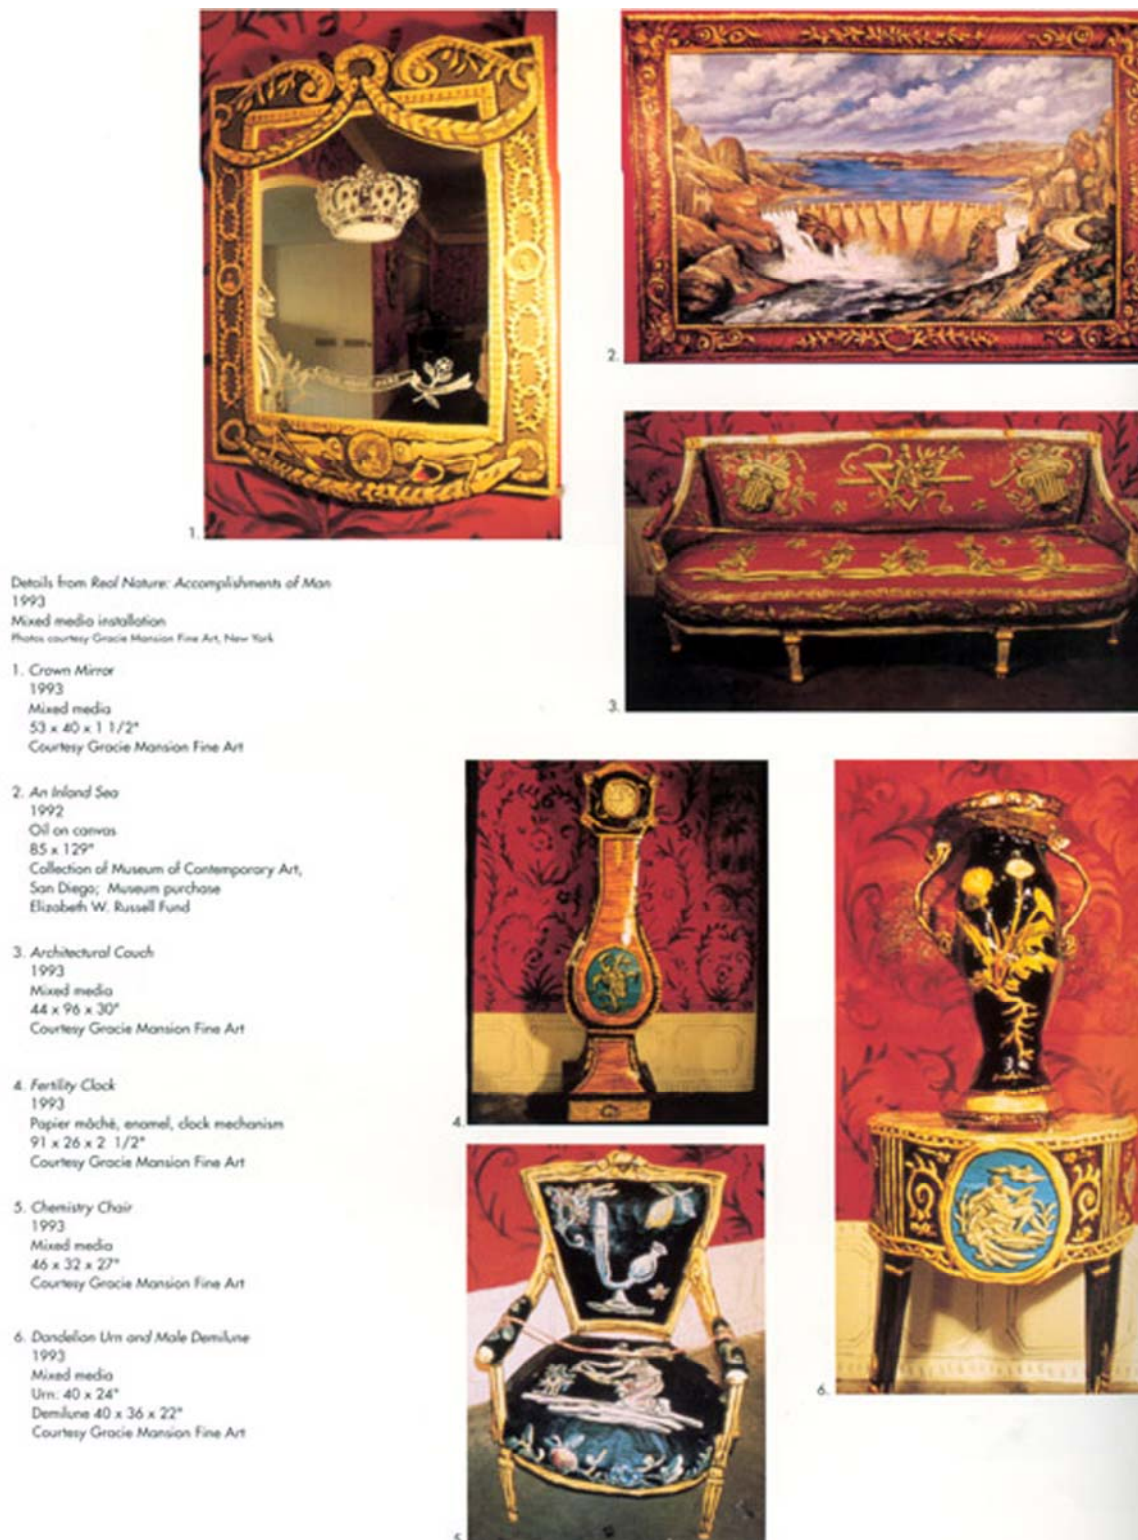 1.
2.
3.
4.
5.
6.
Details from Real Nature: Accomplishments of Man
1993
Mixed media installation
Photos courtesy Gracie Mansion Fine Art, New York
1. Crown Mirror
1993
Mixed media
53 x 40 x 1 1/2"
Courtesy Gracie Mansion Fine Art
2. An Inland Sea
1992
Oil on canvas
85 x 129"
Collection of Museum of Contemporary Art,
San Diego; Museum purchase
Elizabeth W. Russell Fund
3. Architectural Couch
1993
Mixed media
44 x 96 x 30"
Courtesy Gracie Mansion Fine Art
4. Fertility Clock
1993
Papier mâché, enamel, clock mechanism
91 x 26 x 2 1/2"
Courtesy Gracie Mansion Fine Art
5. Chemistry Chair
1993
Mixed media
46 x 32 x 27"
Courtesy Gracie Mansion Fine Art
6. Dandelion Urn and Male Demilune
1993
Mixed media
Urn: 40 x 24"
Demilune 40 x 36 x 22"
Courtesy Gracie Mansion Fine Art